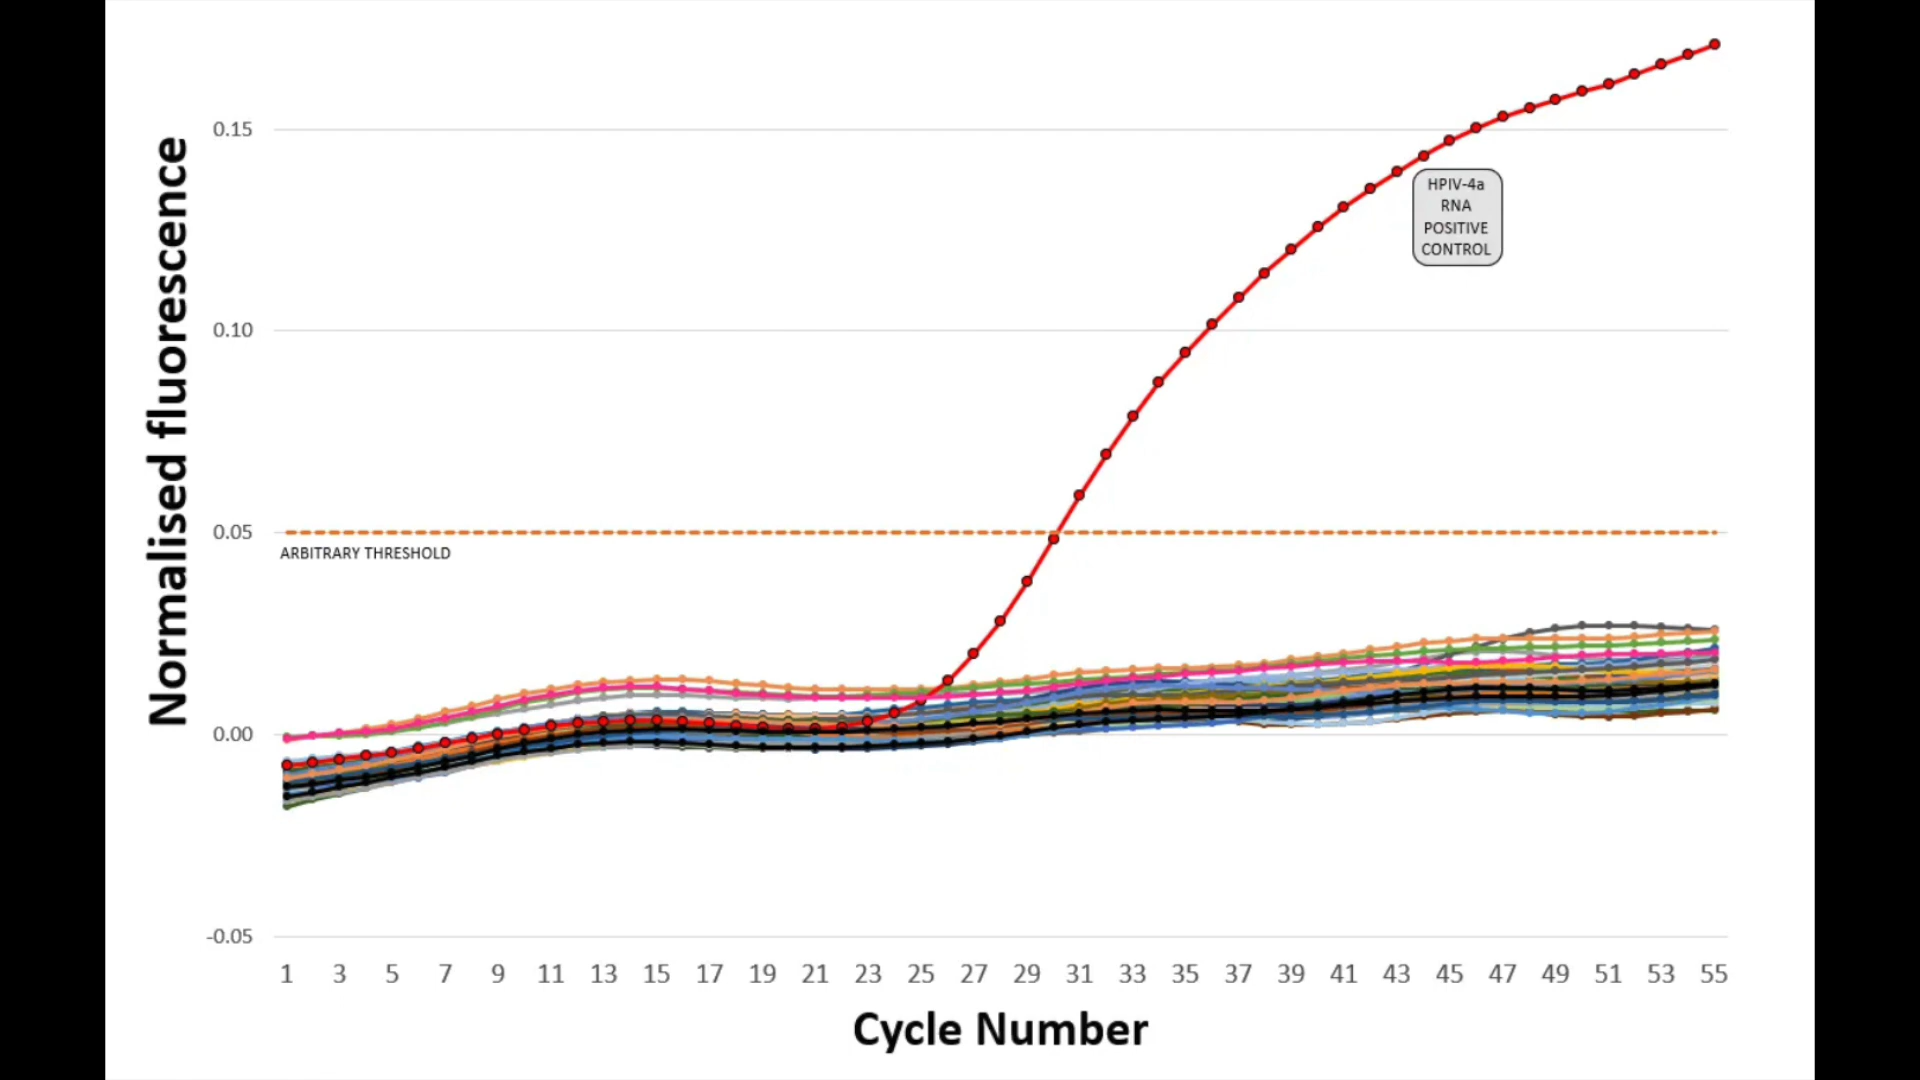 Normalised fluorescence
0.15
0.10
0.05
0.00
-0.05
HPIV-4a
RNA
POSITIVE
CONTROL
ARBITRARY THRESHOLD
1 3 5 7 9 11 13 15 17 19 21 23 25 27 29 31 33 35 37 39 41 43 45 47 49 51 53 55
Cycle Number